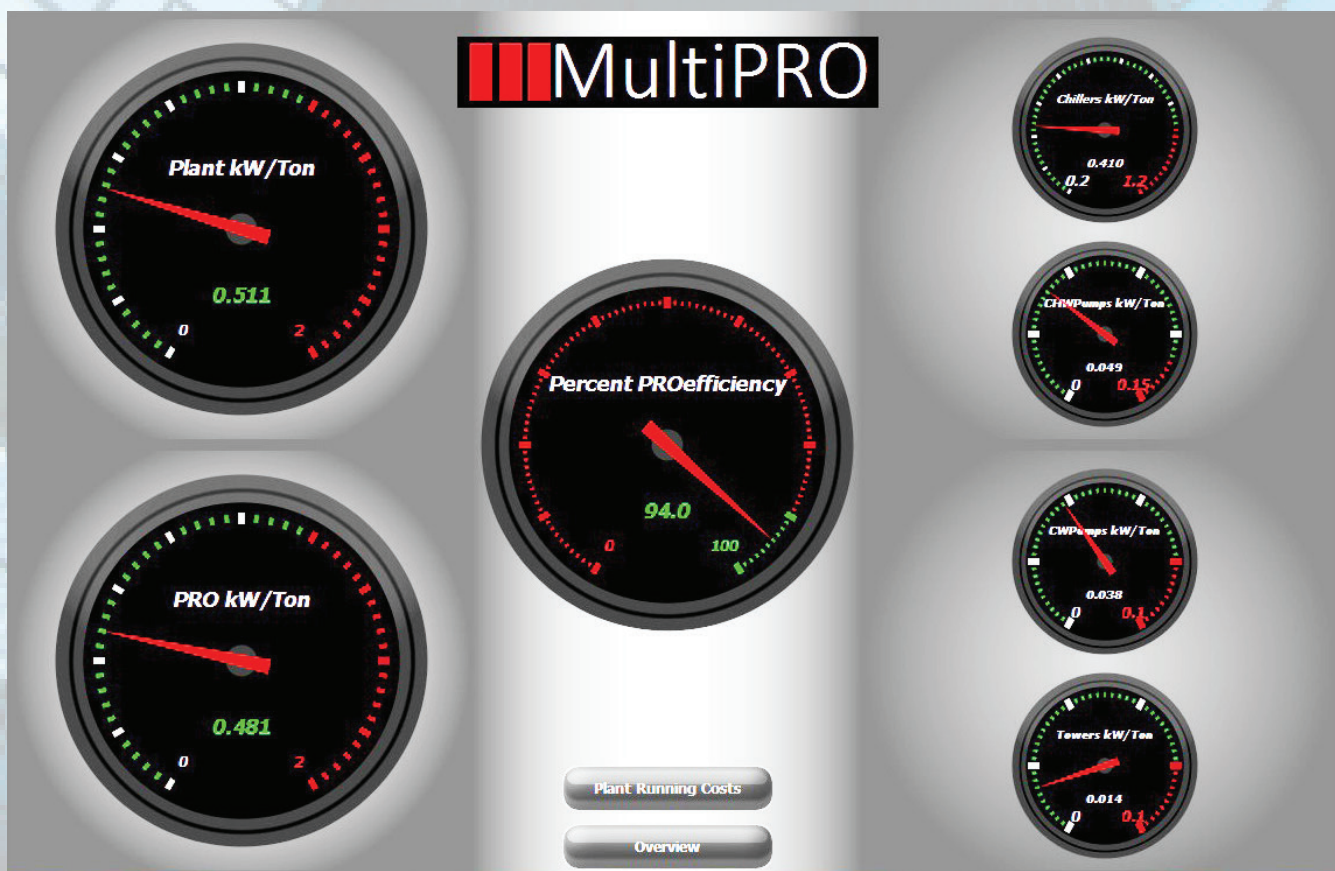 MultiPRO
Plant kW/Ton
0.511
0
2
PRO kW/Ton
0.481
0
2
Percent PROefficiency
94.0
0
100
Plant Running Costs
Overview
Chillers kW/Ton
0.410
0.2
1.2
CHWPumps kW/Ton
0.049
0
0.15
CWPumps kW/Ton
0.038
0
0.1
Towers kW/Ton
0.014
0
0.1